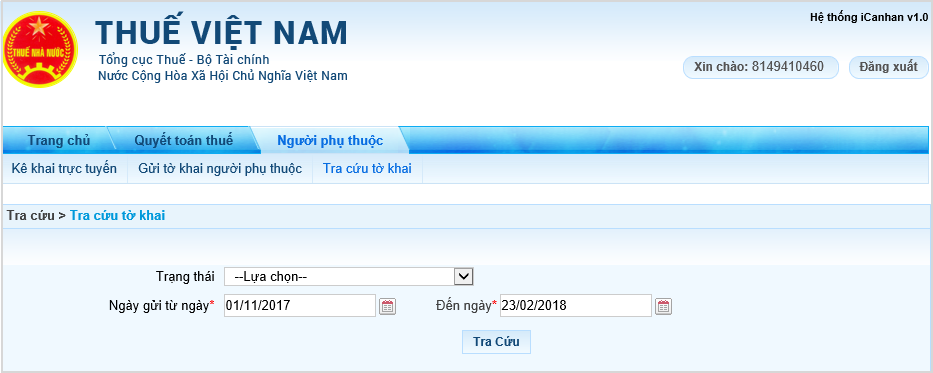 Hệ thống iCanhan v1.0
THUẾ NHÀ NƯỚC
THUẾ VIỆT NAM
Tổng cục Thuế - Bộ Tài chính
Nước Cộng Hòa Xã Hội Chủ Nghĩa Việt Nam
Xin chào: 8149410460 Đăng xuất
Trang chủ Quyết toán thuế Người phụ thuộc
Kê khai trực tuyến Gửi tờ khai người phụ thuộc Tra cứu tờ khai
Tra cứu > Tra cứu tờ khai
Trạng thái --Lựa chọn--
Ngày gửi từ ngày* 01/11/2017 Đến ngày* 23/02/2018
Tra Cứu